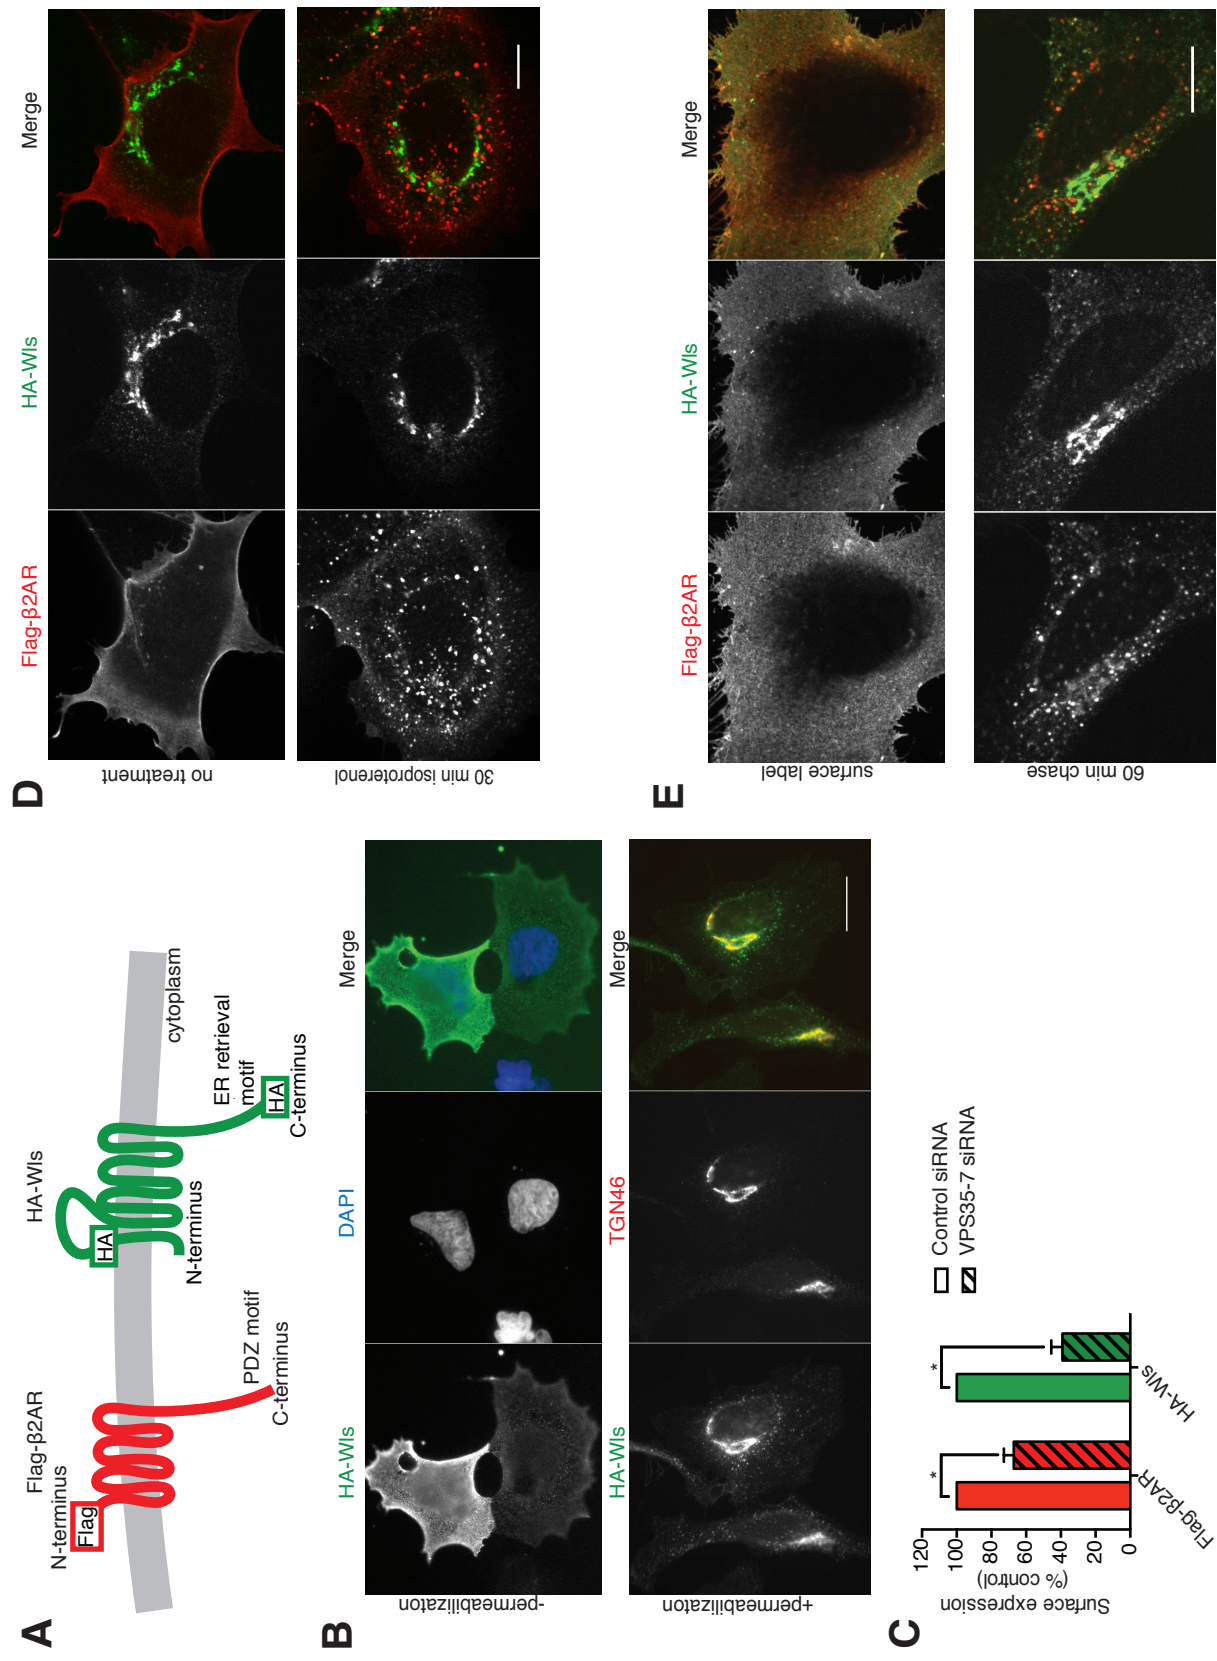 A
Flag-β2AR
N-terminus
Flag
PDZ motif
C-terminus
HA-Wls
HA
N-terminus
cytoplasm
ER retrieval
motif
HA
C-terminus
B
HA-Wls
DAPI
Merge
-permeabilizaton
HA-Wls
TGN46
Merge
+permeabilizaton
C
Surface expression
(% control)
120
100
80
60
40
20
0
*
*
Flag-β2AR
HA-Wls
Control siRNA
VPS35-7 siRNA
D
Flag-β2AR
HA-Wls
Merge
no treatment
30 min isoproterenol
E
Flag-β2AR
HA-Wls
Merge
surface label
60 min chase